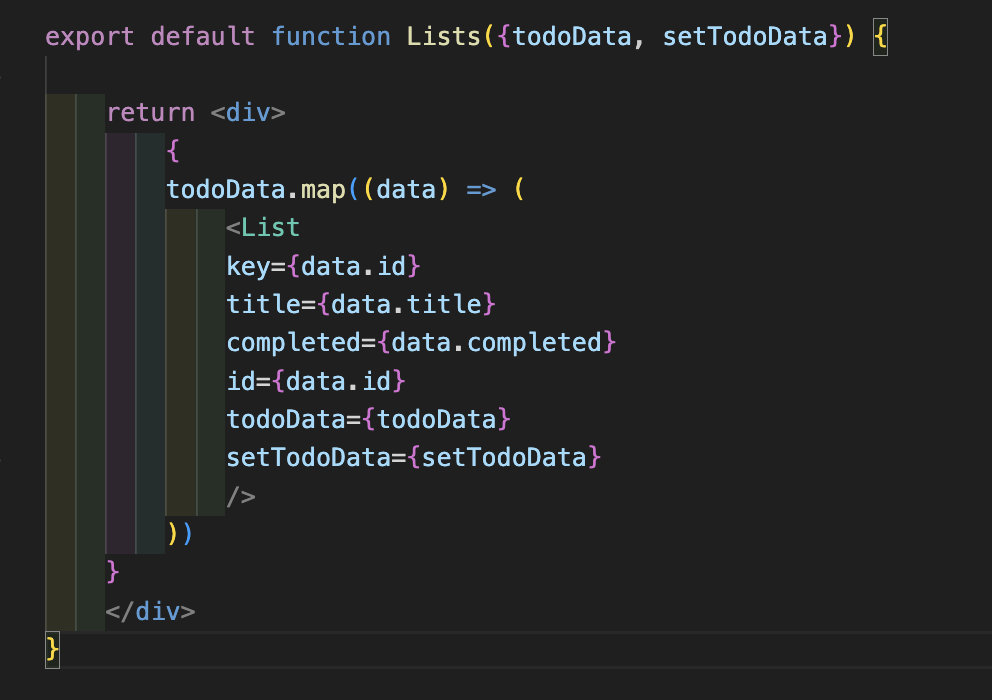 export default function Lists({todoData, setTodoData}) {
return <div>
{
todoData.map((data) => (
<List
key={data.id}
title={data.title}
completed={data.completed}
id={data.id}
todoData={todoData}
setTodoData={setTodoData}
/>
))
}
</div>
}